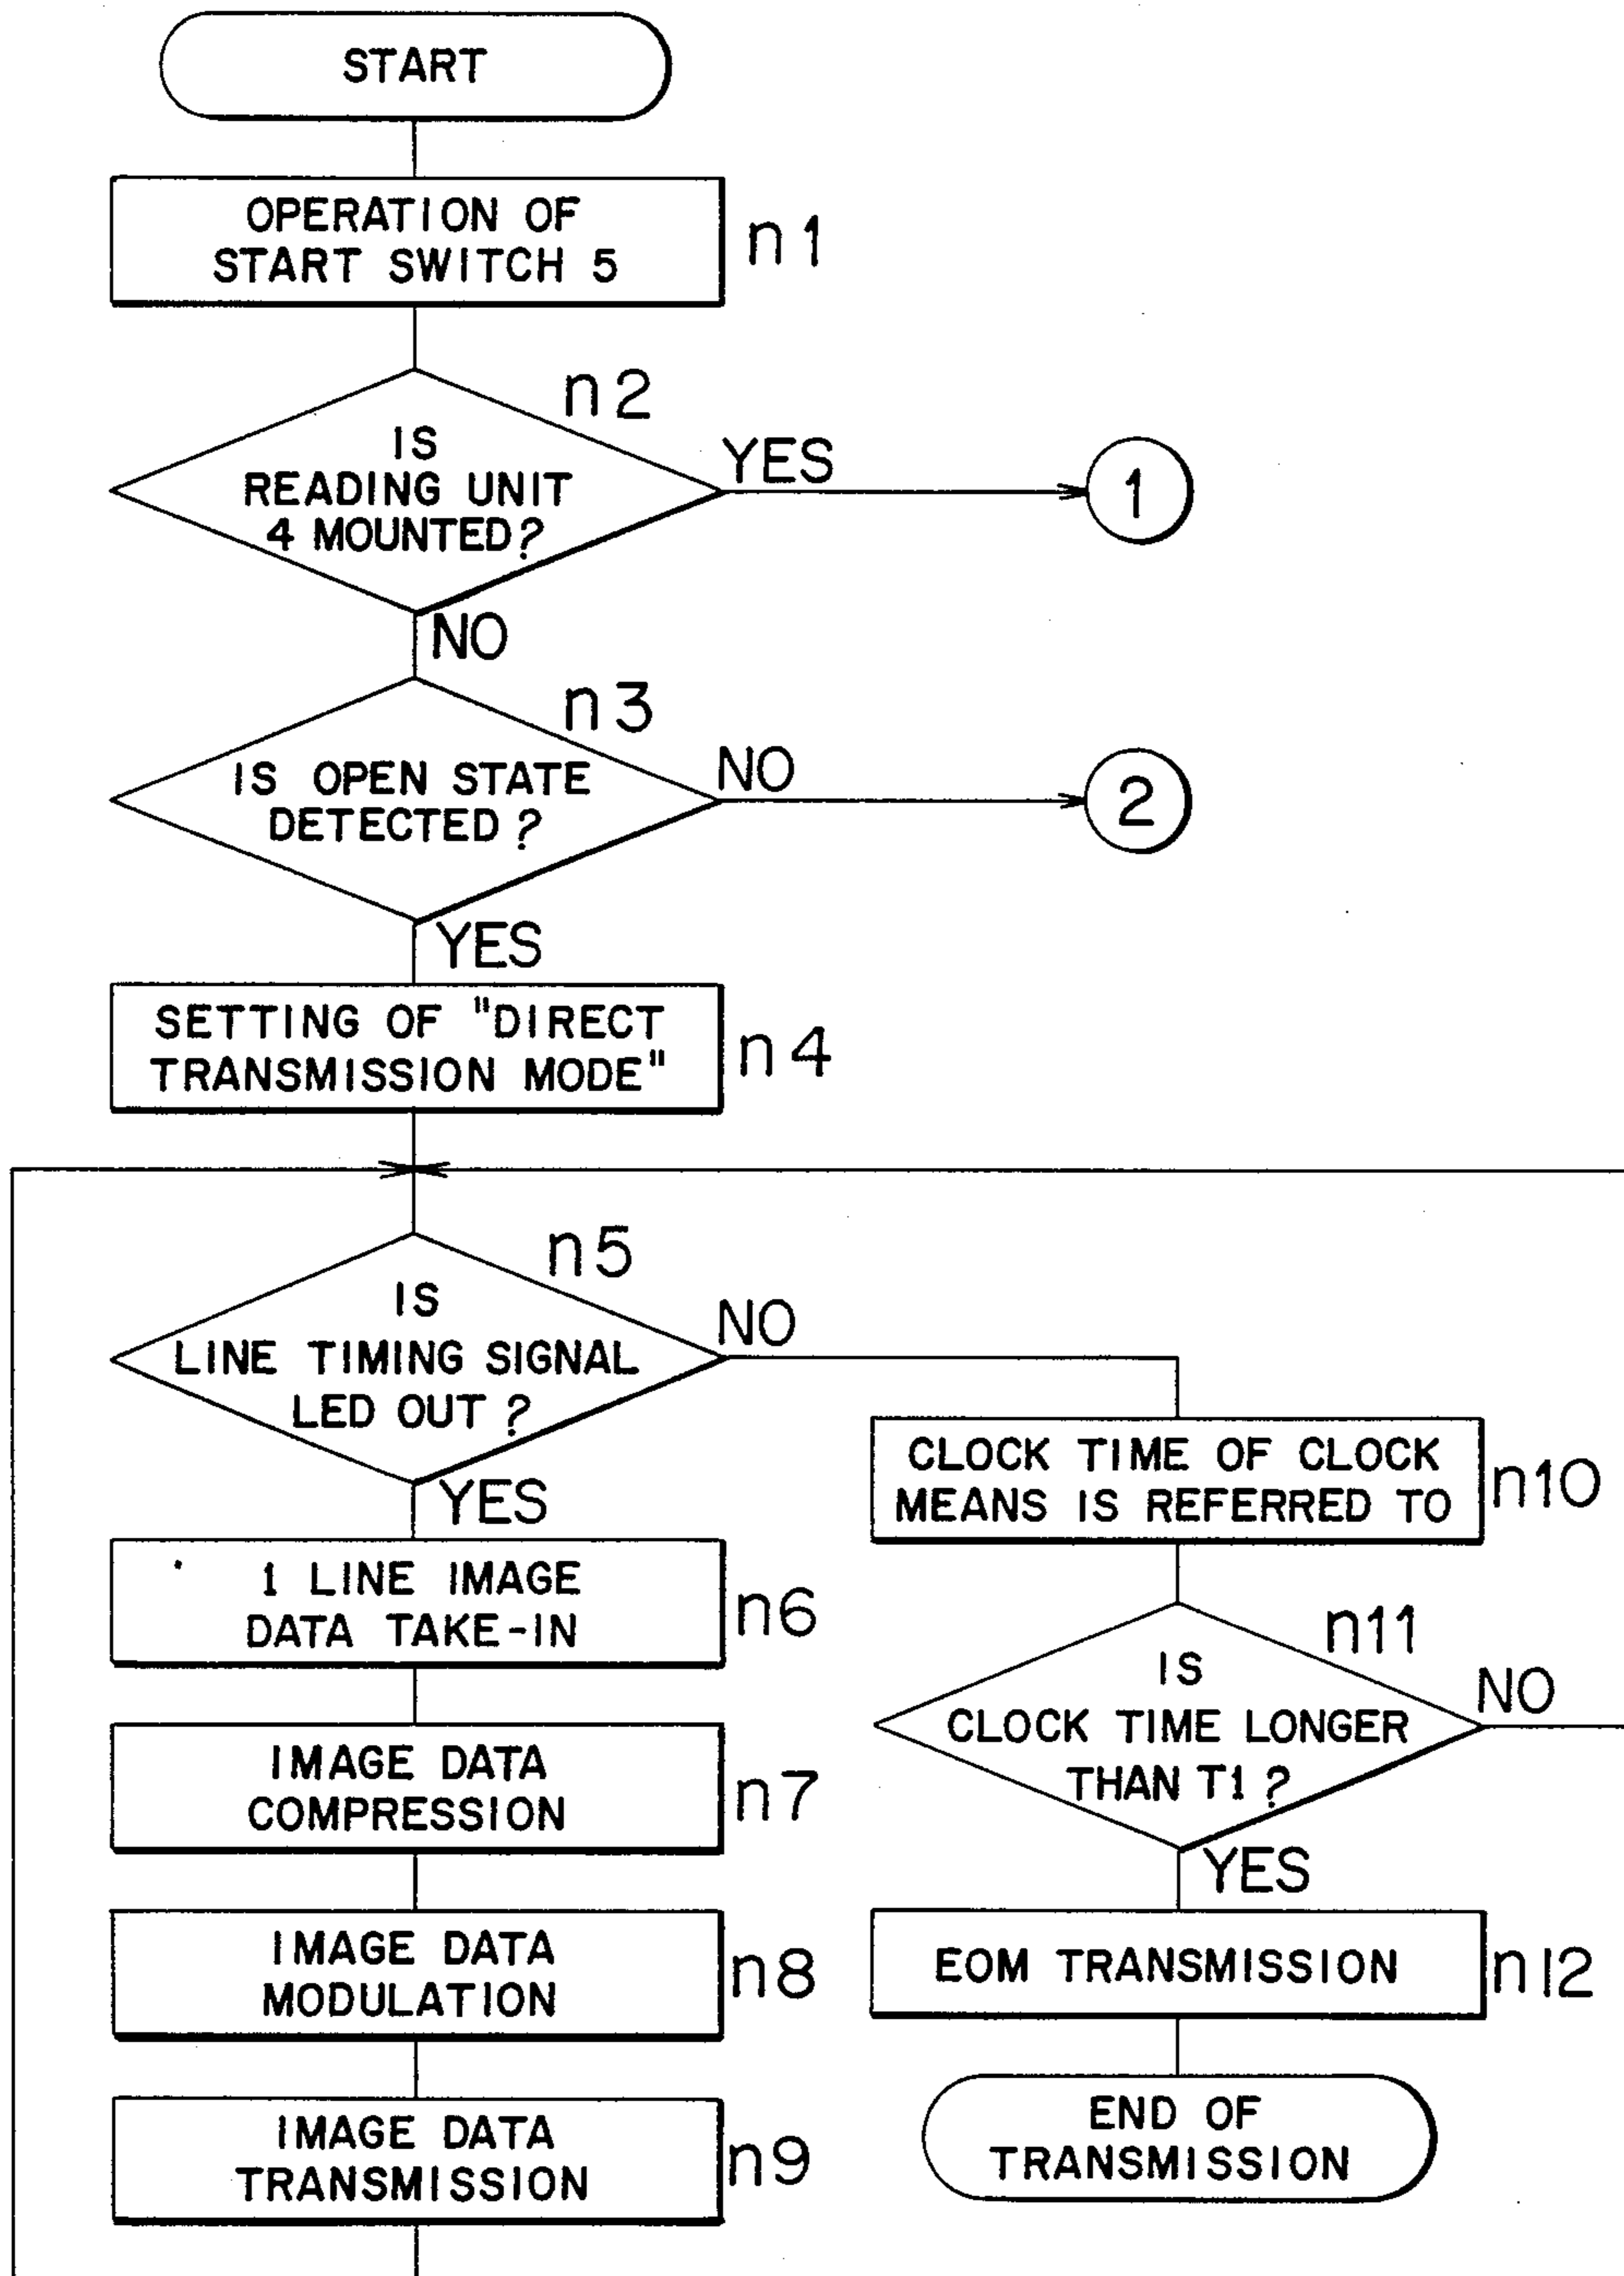 START
OPERATION OF
START SWITCH 5
n1
n2
IS
READING UNIT
4 MOUNTED?
YES
1
NO
n3
IS OPEN STATE
DETECTED?
NO
2
YES
SETTING OF "DIRECT
TRANSMISSION MODE"
n4
n5
IS
LINE TIMING SIGNAL
LED OUT?
NO
YES
1 LINE IMAGE
DATA TAKE-IN
n6
IMAGE DATA
COMPRESSION
n7
IMAGE DATA
MODULATION
n8
IMAGE DATA
TRANSMISSION
n9
CLOCK TIME OF CLOCK
MEANS IS REFERRED TO
n10
n11
IS
CLOCK TIME LONGER
THAN T1?
NO
YES
EOM TRANSMISSION
n12
END OF
TRANSMISSION